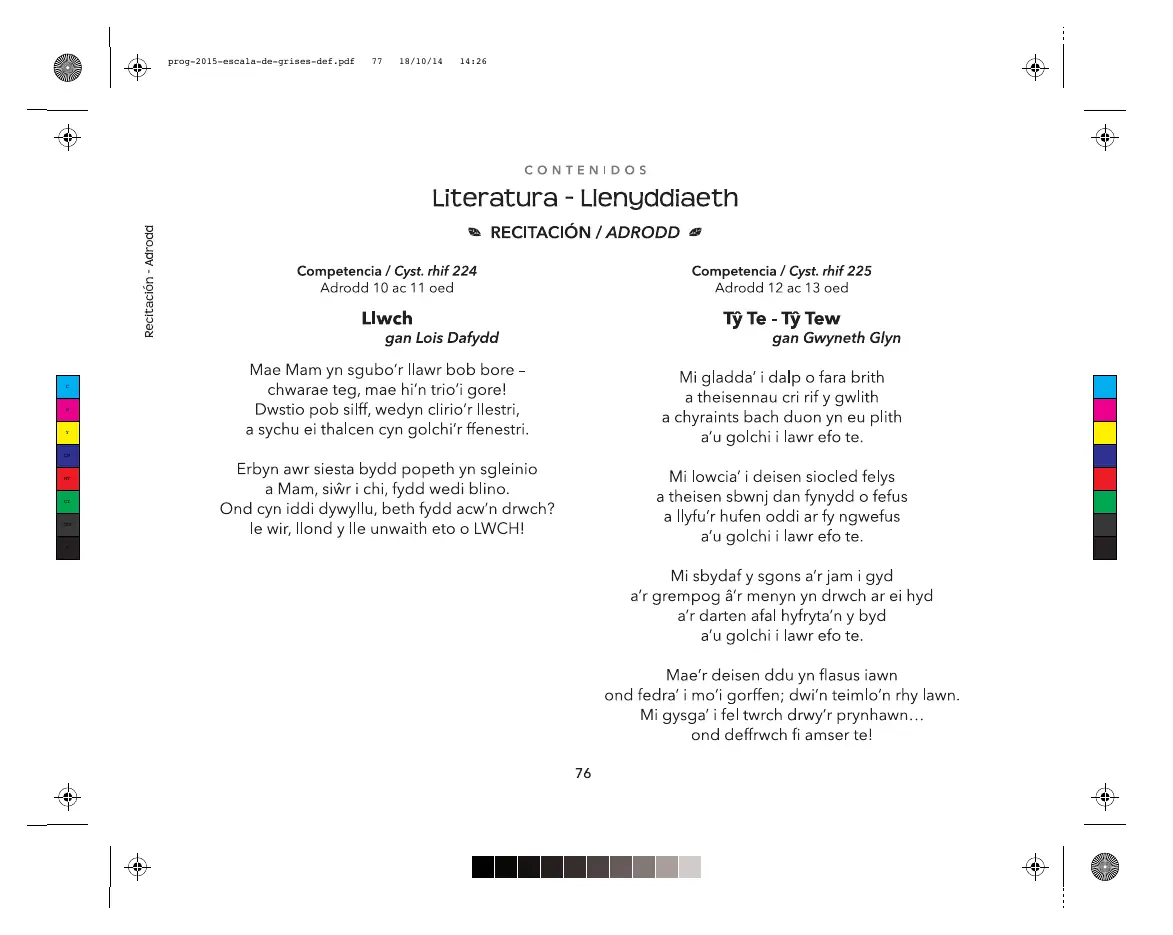 prog-2015-escala-de-grises-def.pdf 77 18/10/14 14:26
CONTENIDOS
Literatura - Llenyddiaeth
RECITACIÓN / ADRODD
Recitación - Adrodd
Competencia / Cyst. rhif 224
Adrodd 10 ac 11 oed
Llwch
gan Lois Dafydd
Mae Mam yn sgubo’r llawr bob bore –
chwarae teg, mae hi’n trio’i gore!
Dwstio pob silff, wedyn clirio’r llestri,
a sychu ei thalcen cyn golchi’r ffenestri.
Erbyn awr siesta bydd popeth yn sgleinio
a Mam, siŵr i chi, fydd wedi blino.
Ond cyn iddi dywyllu, beth fydd acw’n drwch?
Ie wir, llond y lle unwaith eto o LWCH!
Competencia / Cyst. rhif 225
Adrodd 12 ac 13 oed
Tŷ Te - Tŷ Tew
gan Gwyneth Glyn
Mi gladda’ i dalp o fara brith
a theisennau cri rif y gwlith
a chyraints bach duon yn eu plith
a’u golchi i lawr efo te.
Mi lowcia’ i deisen siocled felys
a theisen sbwnj dan fynydd o fefus
a llyfu’r hufen oddi ar fy ngwefus
a’u golchi i lawr efo te.
Mi sbydaf y sgons a’r jam i gyd
a’r grempog â’r menyn yn drwch ar ei hyd
a’r darten afal hyfryta’n y byd
a’u golchi i lawr efo te.
Mae’r deisen ddu yn flasus iawn
ond fedra’ i mo’i gorffen; dwi’n teimlo’n rhy lawn.
Mi gysga’ i fel twrch drwy’r prynhawn…
ond deffrwch fi amser te!
76